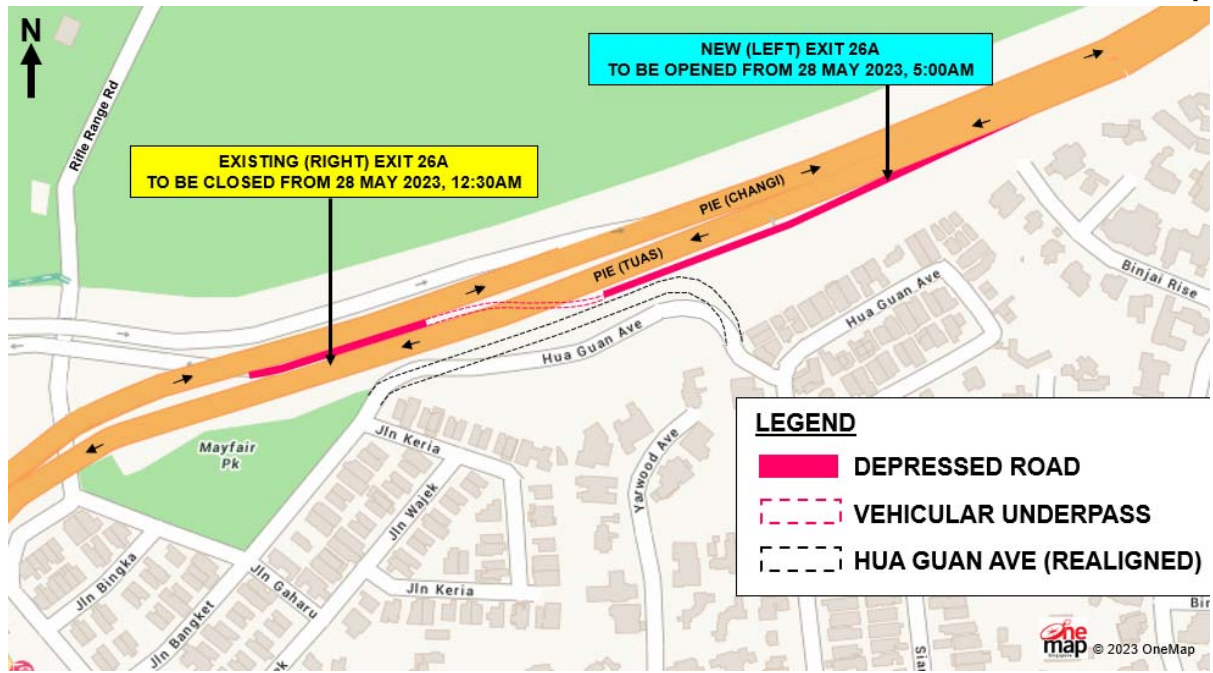 N
NEW (LEFT) EXIT 26A
TO BE OPENED FROM 28 MAY 2023, 5:00AM
Rifle Range Rd
EXISTING (RIGHT) EXIT 26A
TO BE CLOSED FROM 28 MAY 2023, 12:30AM
PIE (CHANGI)
PIE (TUAS)
Binjai Rise
Hua Guan Ave
Hua Guan Ave
Mayfair
Pk
Jln Keria
Yarwood Ave
Jln Wajek
Jln Bingka
Jln Gaharu
Jln Keria
Jln Bangket
LEGEND
DEPRESSED ROAD
VEHICULAR UNDERPASS
HUA GUAN AVE (REALIGNED)
onemap © 2023 OneMap